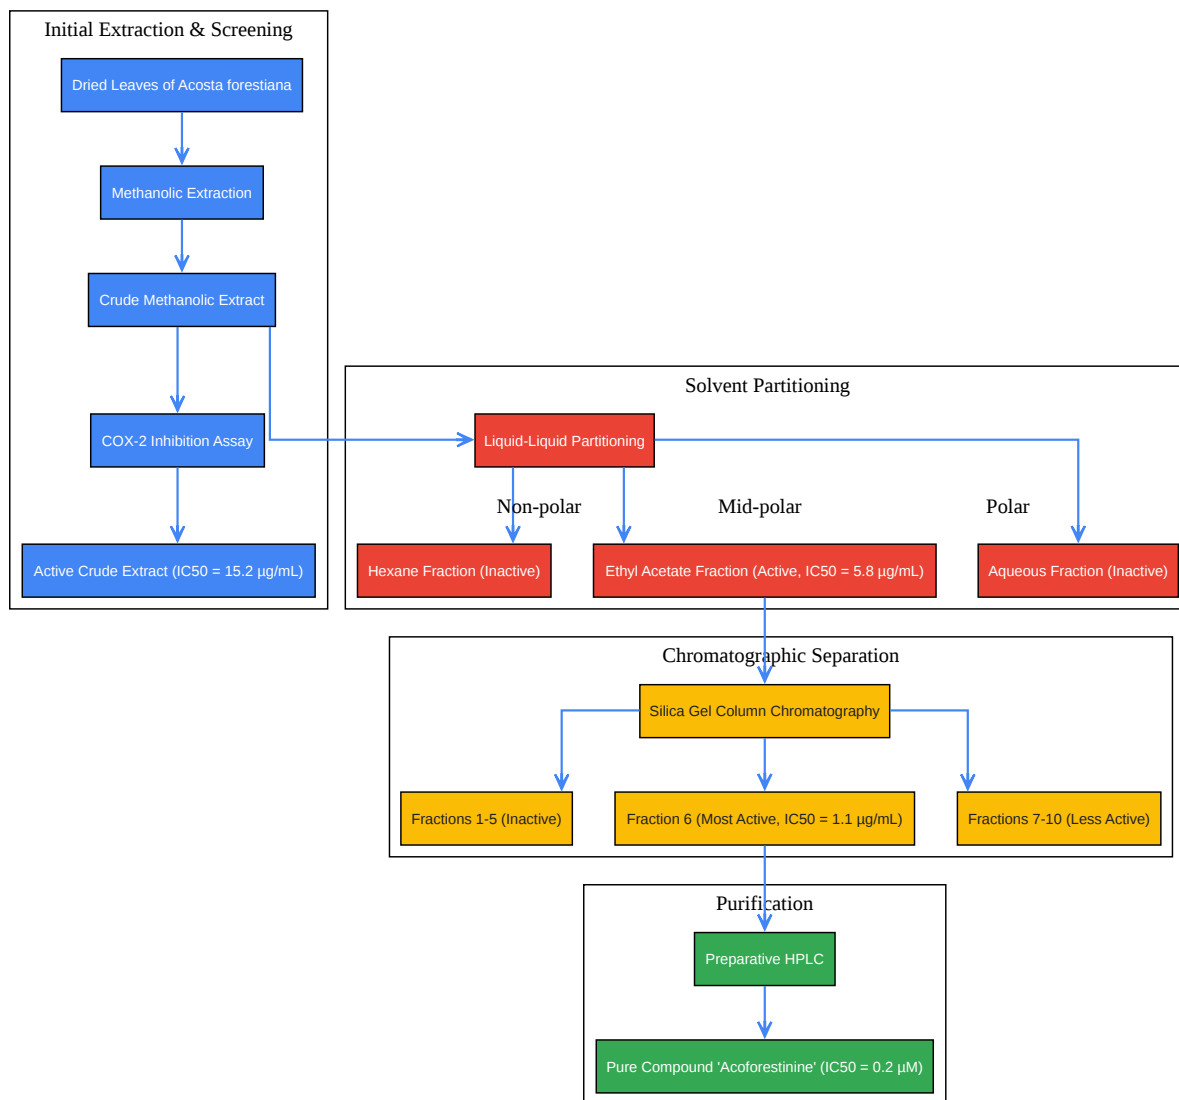 Initial Extraction & Screening
Dried Leaves of Acosta forestiana
Methanolic Extraction
Crude Methanolic Extract
COX-2 Inhibition Assay
Active Crude Extract (IC50 = 15.2 µg/mL)
Solvent Partitioning
Liquid-Liquid Partitioning
Non-polar
Mid-polar
Polar
Hexane Fraction (Inactive)
Ethyl Acetate Fraction (Active, IC50 = 5.8 µg/mL)
Aqueous Fraction (Inactive)
Chromatographic Separation
Silica Gel Column Chromatography
Fractions 1-5 (Inactive)
Fraction 6 (Most Active, IC50 = 1.1 µg/mL)
Fractions 7-10 (Less Active)
Purification
Preparative HPLC
Pure Compound 'Acoforestinine' (IC50 = 0.2 µM)